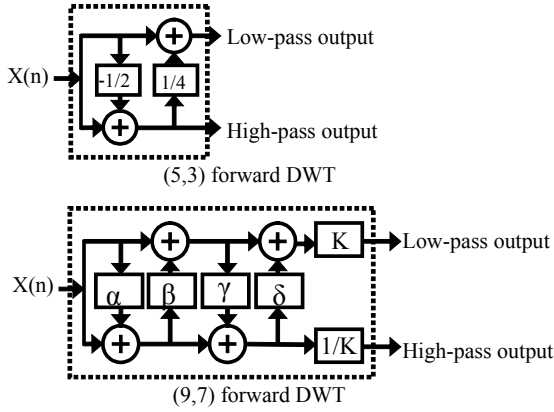 Low-pass output
X(n)
-1/2
1/4
High-pass output
(5,3) forward DWT
K
Low-pass output
X(n)
α
β
γ
δ
1/K
High-pass output
(9,7) forward DWT